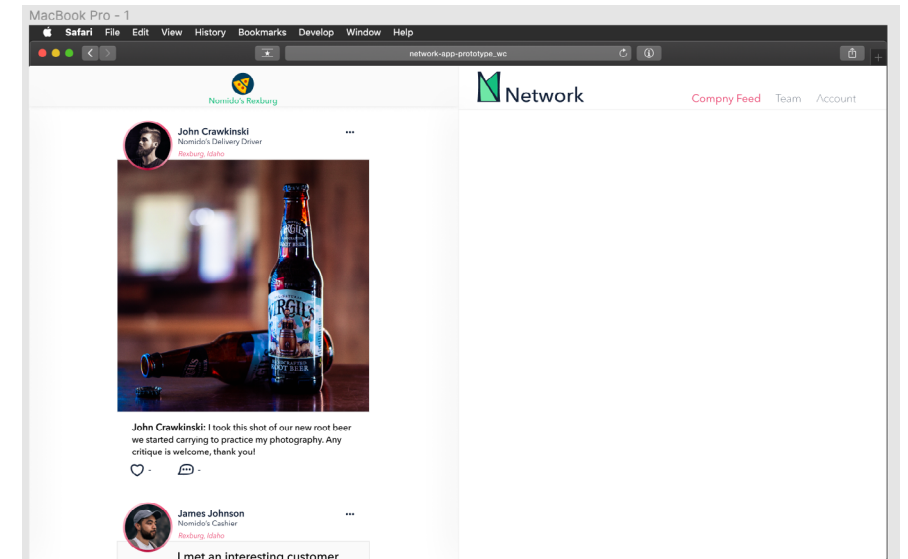 MacBook Pro - 1
Safari File Edit View History Bookmarks Develop Window Help
network-app-prototype_wc
Nomido's Rexburg
Network
Compny Feed Team Account
John Crawkinski
Nomido's Delivery Driver
Rexburg, Idaho
VIRGIL'S
ROOT BEER
John Crawkinski: I took this shot of our new root beer
we started carrying to practice my photography. Any
critique is welcome, thank you!
-
-
James Johnson
Nomido's Cashier
Rexburg, Idaho
I met an interesting customer